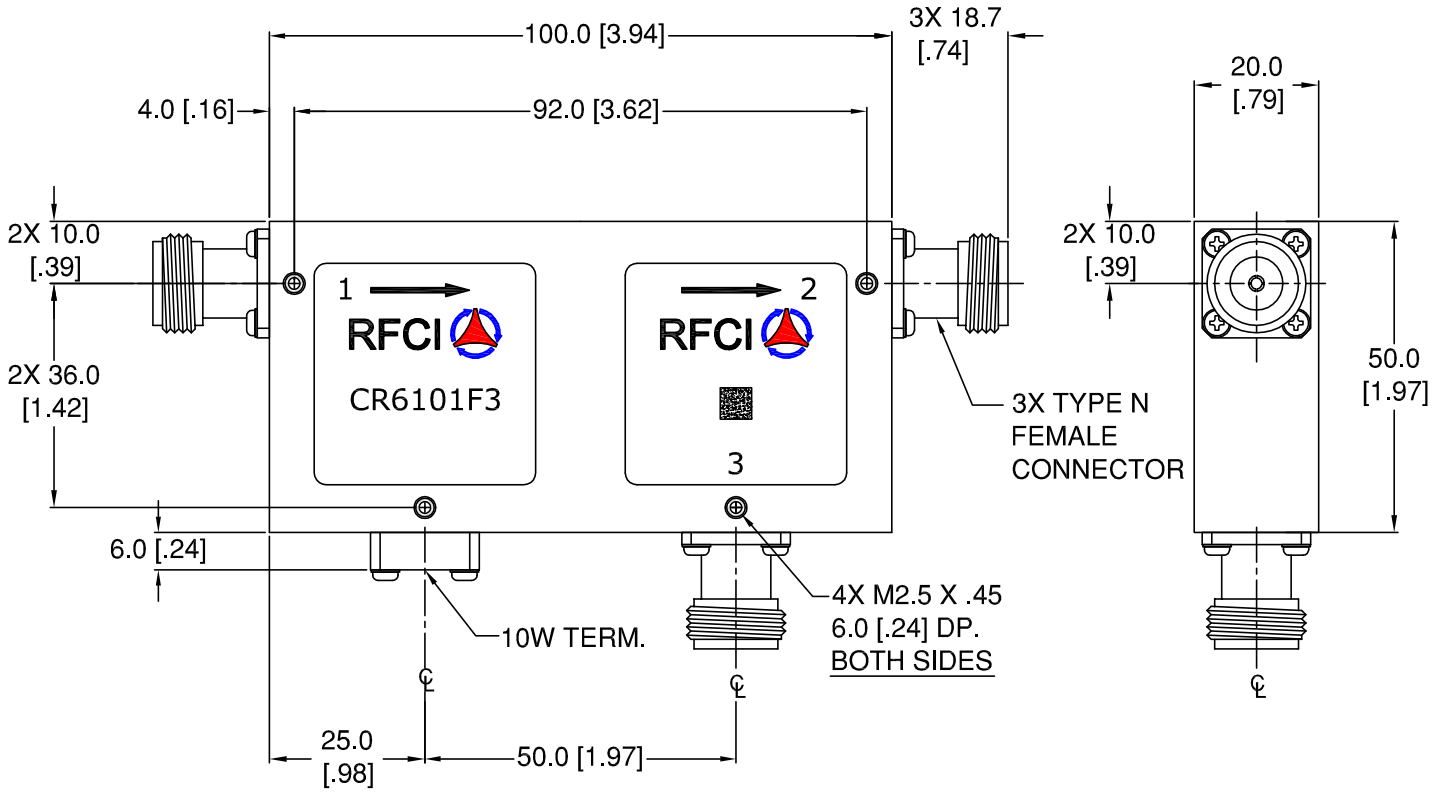 100.0 [3.94]
3X 18.7
[.74]
20.0
[.79]
4.0 [.16]
92.0 [3.62]
2X 10.0
[.39]
2X 10.0
[.39]
1
2
RFCI
RFCI
2X 36.0
[1.42]
CR6101F3
50.0
[1.97]
3X TYPE N
FEMALE
CONNECTOR
3
6.0 [.24]
4X M2.5 X .45
6.0 [.24] DP.
BOTH SIDES
10W TERM.
℄
℄
℄
25.0
[.98]
50.0 [1.97]